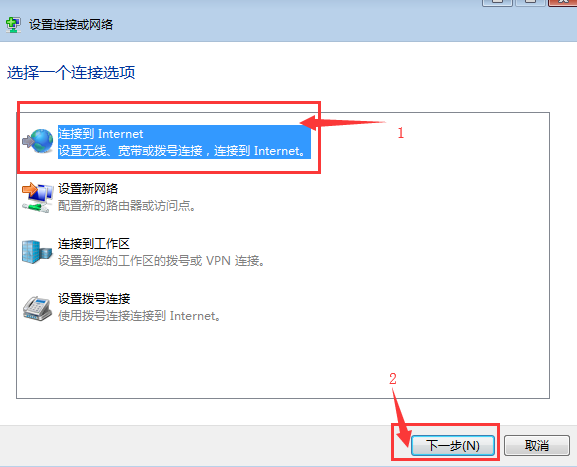 设置连接或网络
选择一个连接选项
连接到 Internet
设置无线、宽带或拨号连接，连接到 Internet。
1
设置新网络
配置新的路由器或访问点。
连接到工作区
设置到您的工作区的拨号或 VPN 连接。
设置拨号连接
使用拨号连接连接到 Internet。
2
下一步(N)
取消